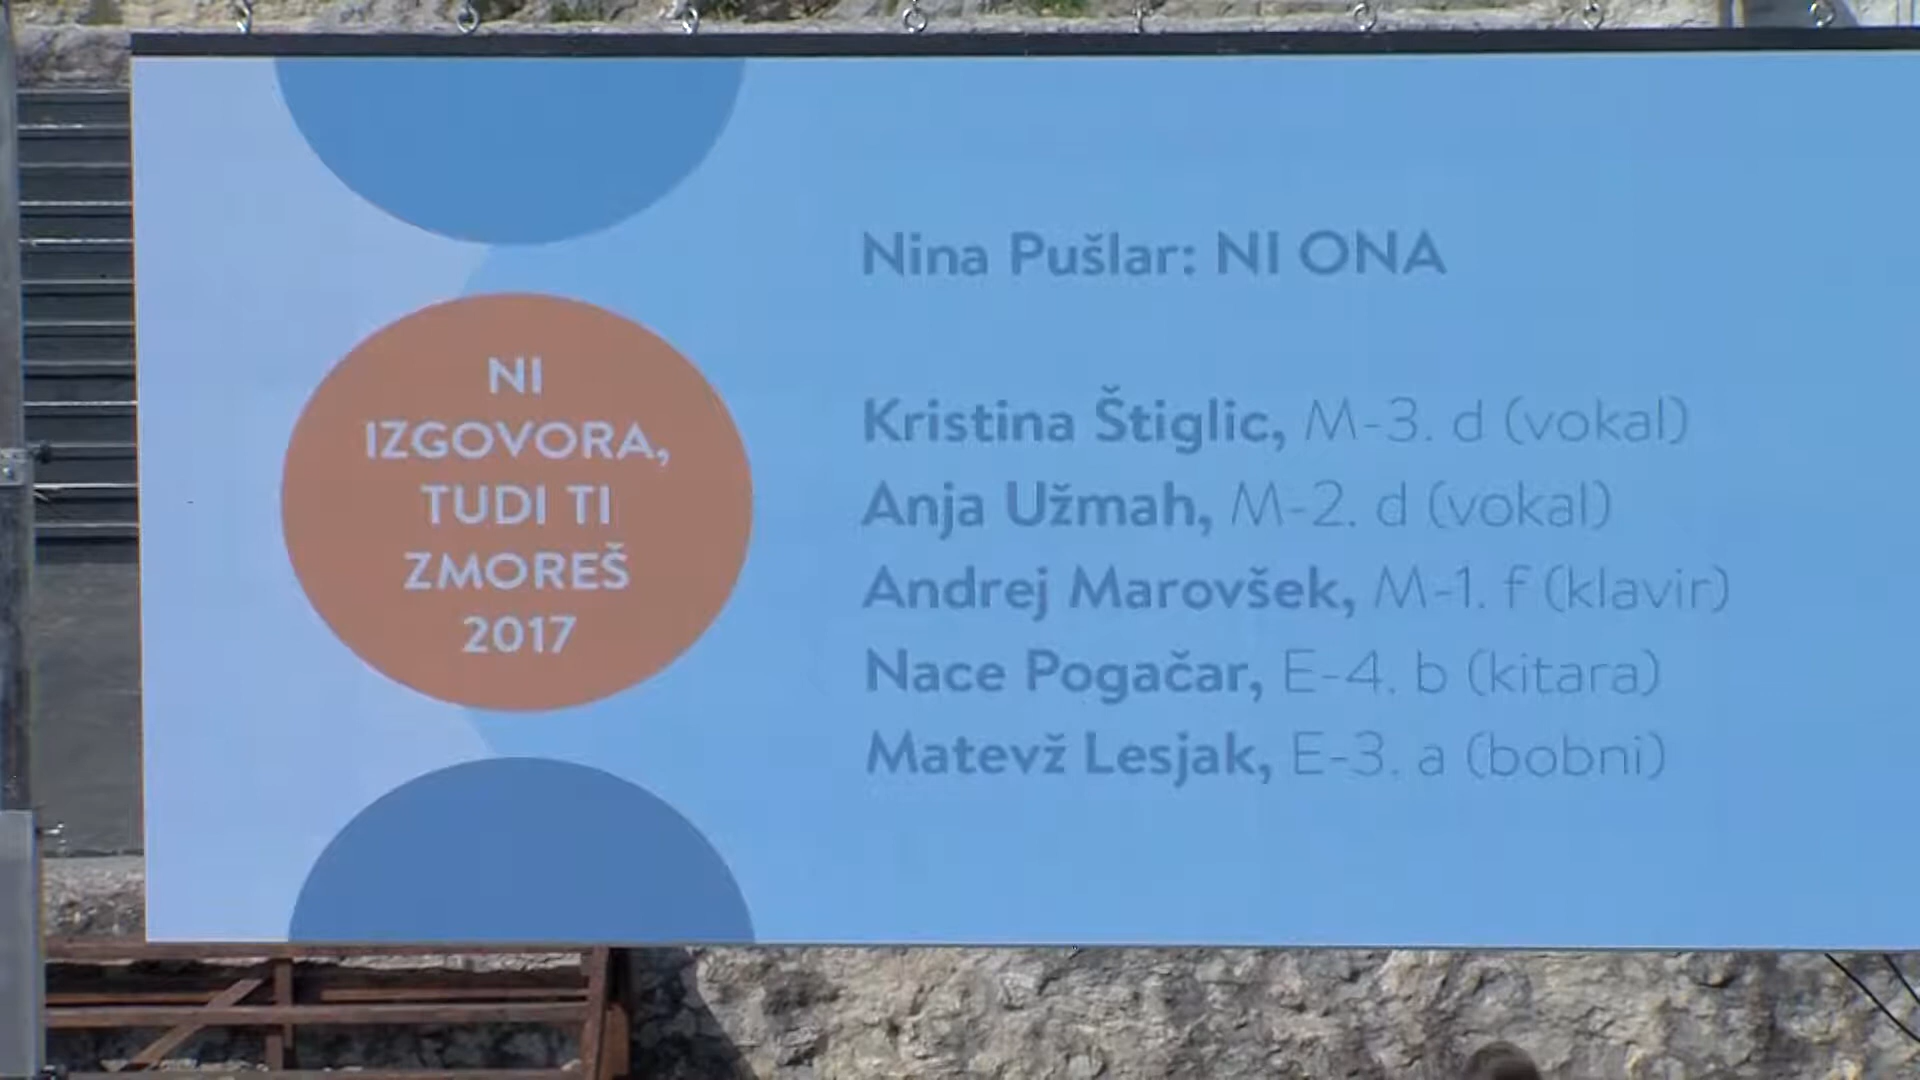 NI
IZGOVORA,
TUDI TI
ZMOREŠ
2017
Nina Pušlar: NI ONA
Kristina Štiglic, M-3. d (vokal)
Anja Užmah, M-2. d (vokal)
Andrej Marovšek, M-1. f (klavir)
Nace Pogačar, E-4. b (kitara)
Matevž Lesjak, E-3. a (bobni)